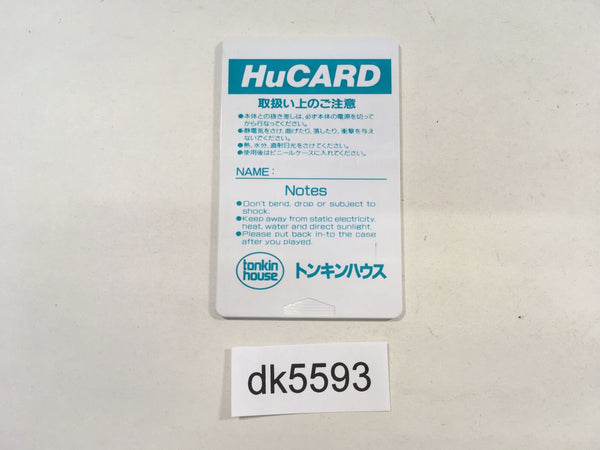 HuCARD
取扱い上のご注意
●本体との抜き差しは、必ず本体の電源を切って
から行なってください。
●静電気をさけ、曲げたり、落したり、衝撃を与え
ないでください。
●熱、水分、直射日光をさけてください。
●使用後はビニールケースに入れてください。
NAME:
Notes
●Don't bend, drop or subject to
shock.
●Keep away from static electricity,
heat, water and direct sunlight.
●Please put back in-to the case
after you played.
tonkin
house
トンキンハウス
dk5593